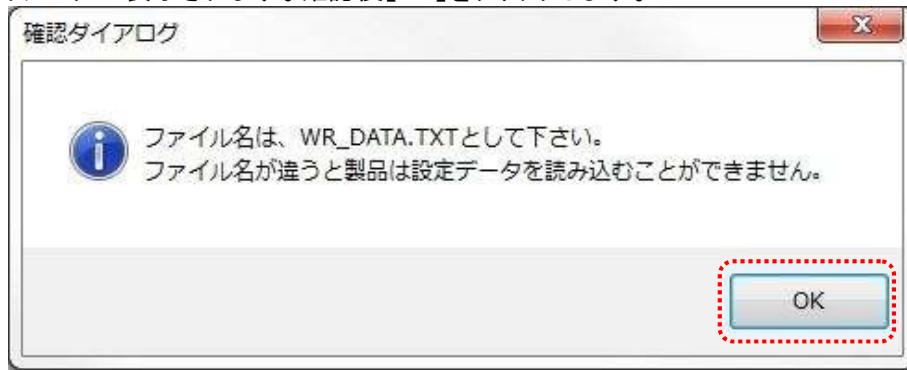 確認ダイアログ
ファイル名は、WR_DATA.TXTとして下さい。
ファイル名が違うと製品は設定データを読み込むことができません。
OK